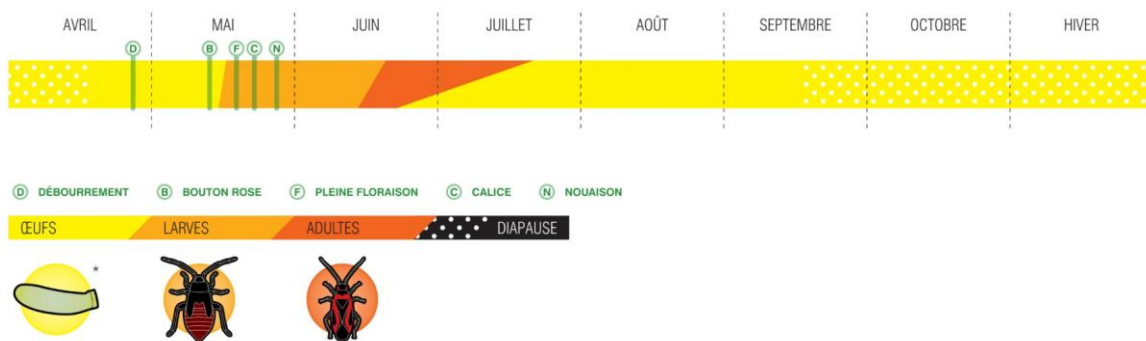 AVRIL MAI JUIN JUILLET AOÛT SEPTEMBRE OCTOBRE HIVER
D B F C N
D DÉBOURREMENT B BOUTON ROSE F PLEINE FLORAISON C CALICE N NOUAISON
ŒUFS LARVES ADULTES DIAPAUSE
*